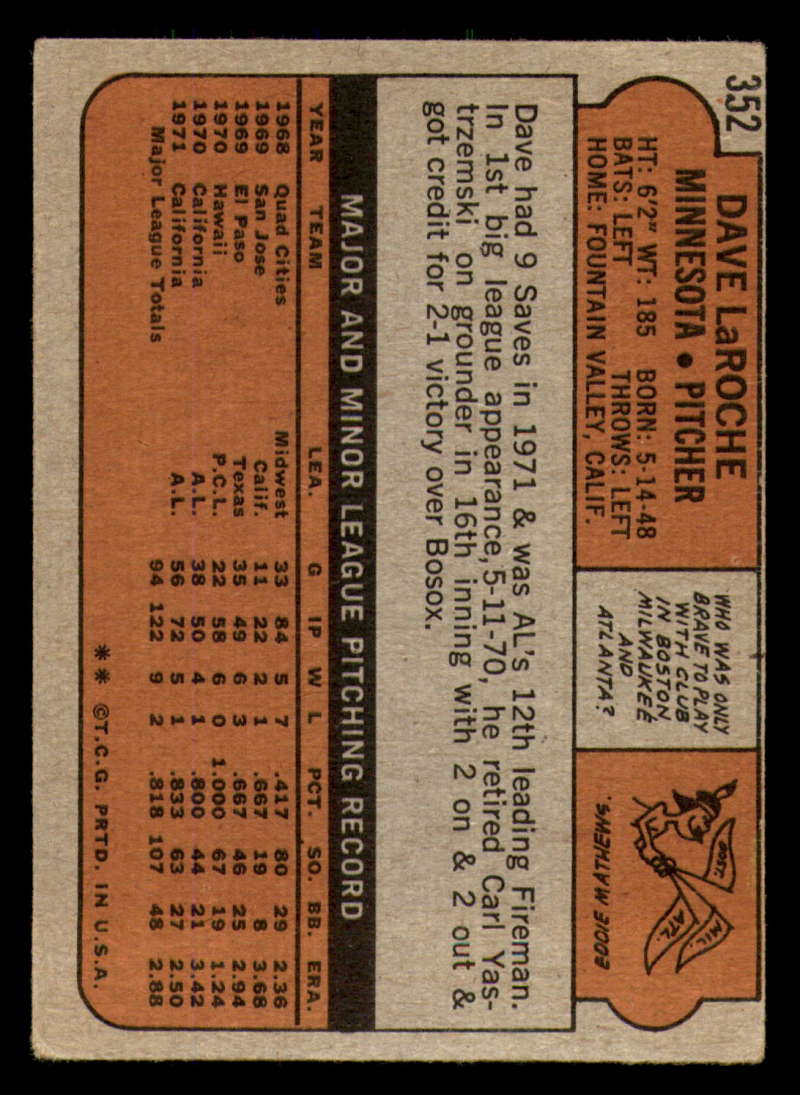 352
DAVE LaROCHE
MINNESOTA • PITCHER
HT: 6'2" WT: 185 BORN: 5-14-48
BATS: LEFT THROWS: LEFT
HOME: FOUNTAIN VALLEY, CALIF.
WHO WAS ONLY
BRAVE TO PLAY
WITH CLUB
IN BOSTON
MILWAUKEE
AND
ATLANTA?
BOST.
MIL.
ATL.
EDDIE MATHEWS.
Dave had 9 Saves in 1971 & was AL's 12th leading Fireman.
In 1st big league appearance, 5-11-70, he retired Carl Yas-
trzemski on grounder in 16th inning with 2 on & 2 out &
got credit for 2-1 victory over Bosox.
MAJOR AND MINOR LEAGUE PITCHING RECORD
YEAR TEAM LEA. G IP W L PCT. SO. BB. ERA.
1968 Quad Cities Midwest 33 84 5 7 .417 80 29 2.36
1969 San Jose Calif. 11 22 2 1 .667 19 8 3.68
1969 El Paso Texas 35 49 6 3 .667 46 25 2.94
1970 Hawaii P.C.L. 22 58 6 0 1.000 67 19 1.24
1970 California A.L. 38 50 4 1 .800 44 21 3.42
1971 California A.L. 56 72 5 1 .833 63 27 2.50
Major League Totals 94 122 9 2 .818 107 48 2.88
** ©T.C.G. PRTD. IN U.S.A.